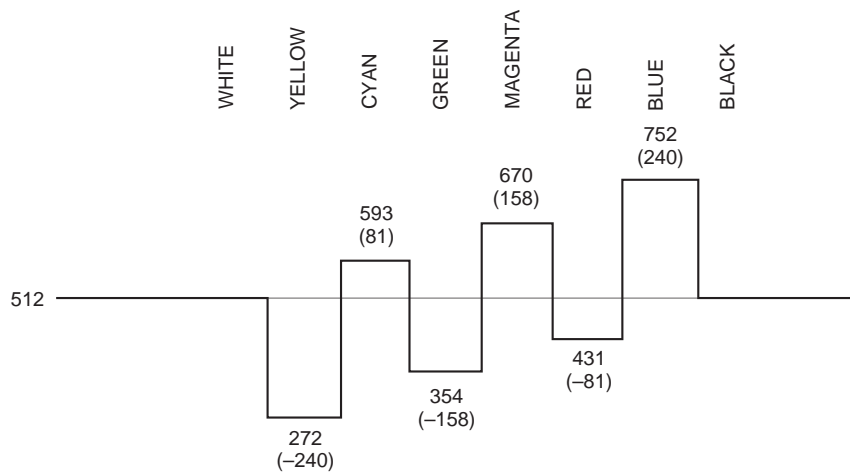 WHITE
YELLOW
CYAN
GREEN
MAGENTA
RED
BLUE
BLACK
752
(240)
670
(158)
593
(81)
512
431
(–81)
354
(–158)
272
(–240)